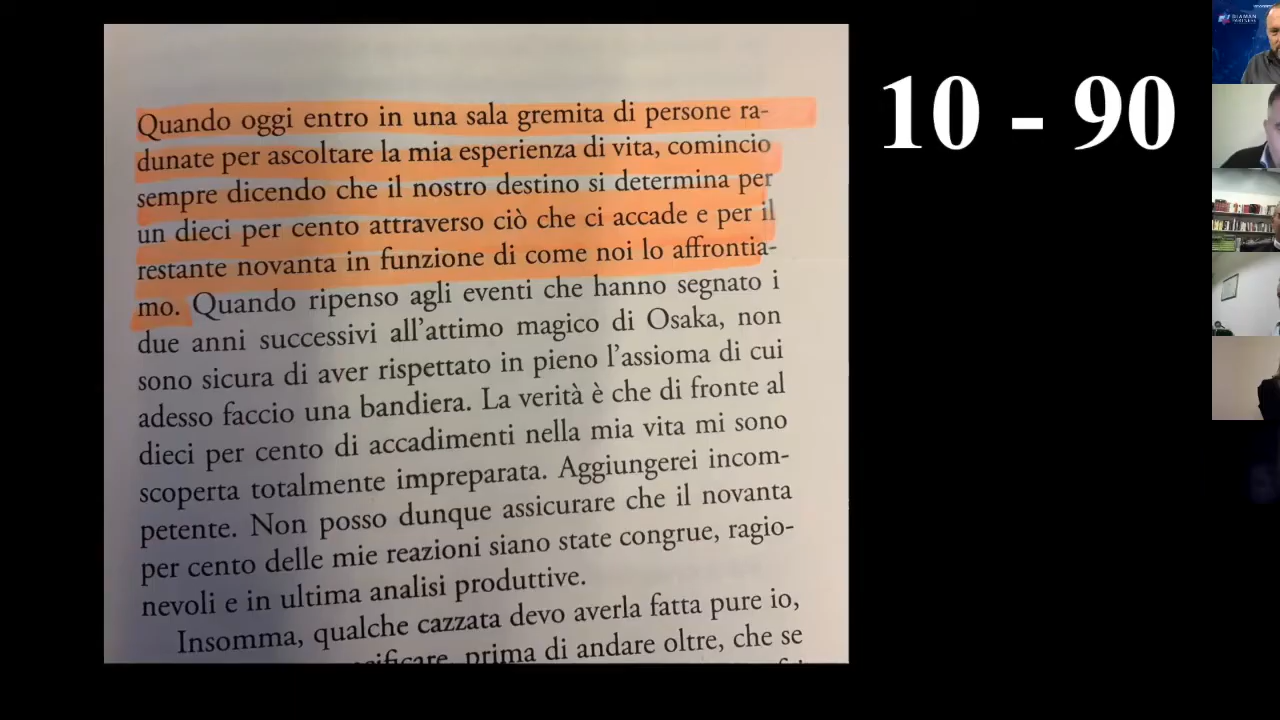 Quando oggi entro in una sala gremita di persone ra-
dunate per ascoltare la mia esperienza di vita, comincio
sempre dicendo che il nostro destino si determina per
un dieci per cento attraverso ciò che ci accade e per il
restante novanta in funzione di come noi lo affrontia-
mo. Quando ripenso agli eventi che hanno segnato i
due anni successivi all'attimo magico di Osaka, non
sono sicura di aver rispettato in pieno l'assioma di cui
adesso faccio una bandiera. La verità è che di fronte al
dieci per cento di accadimenti nella mia vita mi sono
scoperta totalmente impreparata. Aggiungerei incom-
petente. Non posso dunque assicurare che il novanta
per cento delle mie reazioni siano state congrue, ragio-
nevoli e in ultima analisi produttive.
Insomma, qualche cazzata devo averla fatta pure io,
prima di andare oltre, che se
10 - 90